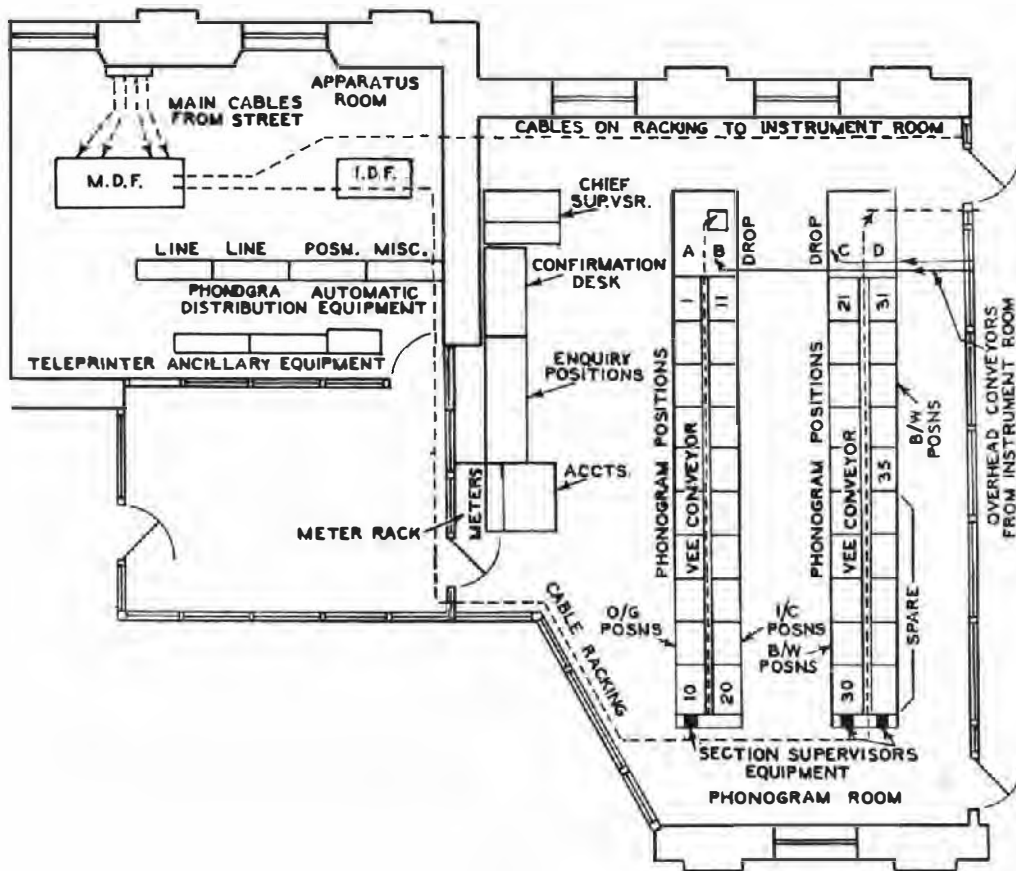 APPARATUS
ROOM
MAIN CABLES
FROM STREET
CABLES ON RACKING TO INSTRUMENT ROOM
M.D.F.
I.D.F.
CHIEF
SUP.VSR.
LINE LINE POSM. MISC.
PHONOGRA AUTOMATIC
DISTRIBUTION EQUIPMENT
TELEPRINTER ANCILLARY EQUIPMENT
CONFIRMATION
DESK
ENQUIRY
POSITIONS
ACCTS.
METERS
METER RACK
A B
DROP
DROP
C D
1 11
21 31
PHONOGRAM POSITIONS
VEE CONVEYOR
PHONOGRAM POSITIONS
VEE CONVEYOR
35
B/W
POSNS
OVERHEAD CONVEYORS
FROM INSTRUMENT ROOM
SPARE
O/G
POSNS
I/C
POSNS
B/W
POSNS
CABLE RACKING
10 20
30
SECTION SUPERVISORS
EQUIPMENT
PHONOGRAM ROOM